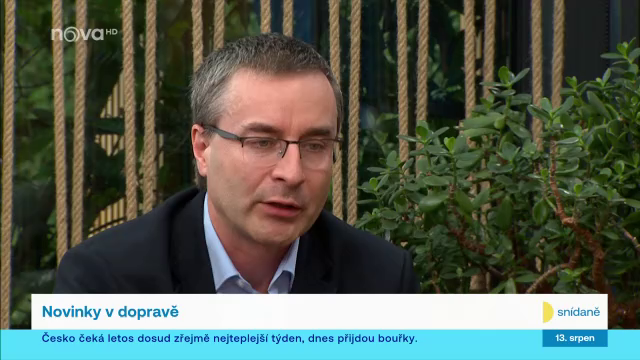 nova HD
Novinky v dopravě
snídaně
Česko čeká letos dosud zřejmě nejteplejší týden, dnes přijdou bouřky.
13. srpen